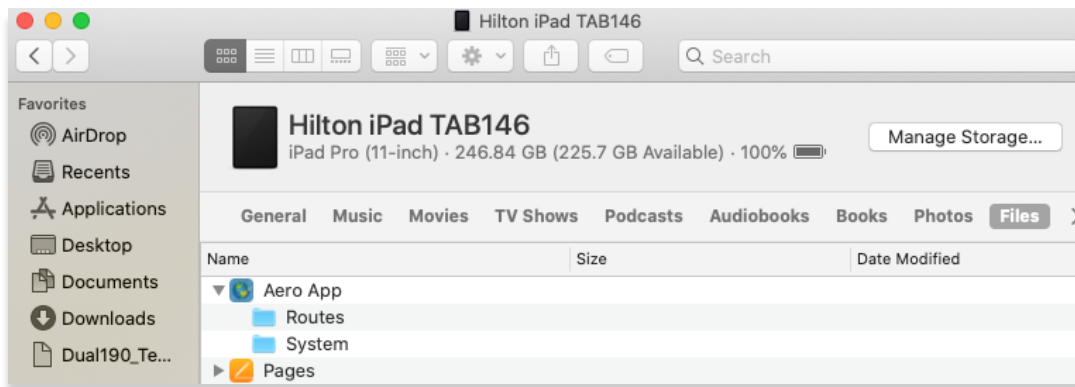 Hilton iPad TAB146
Search
Favorites
AirDrop
Recents
Applications
Desktop
Documents
Downloads
Dual190_Te...
Hilton iPad TAB146
iPad Pro (11-inch) · 246.84 GB (225.7 GB Available) · 100%
Manage Storage...
General Music Movies TV Shows Podcasts Audiobooks Books Photos Files
Name Size Date Modified
Aero App
Routes
System
Pages